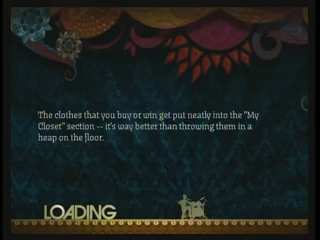 The clothes that you buy or win get put neatly into the "My
Closet" section -- it's way better than throwing them in a
heap on the floor.
LOADING